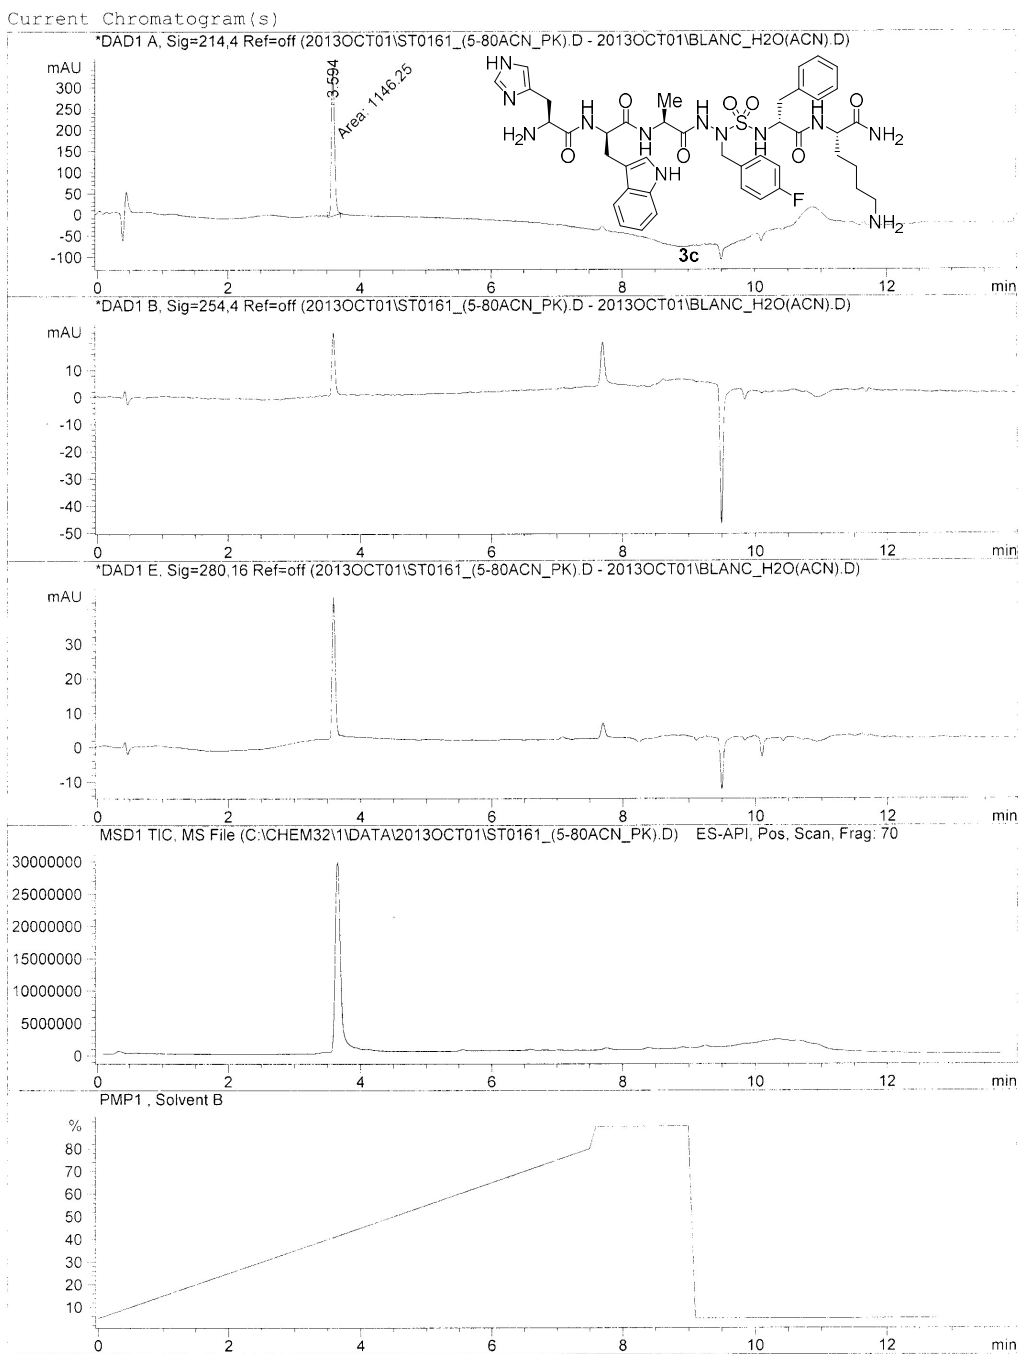 Current Chromatogram(s)
*DAD1 A, Sig=214,4 Ref=off (2013OCT01\ST0161_(5-80ACN_PK).D - 2013OCT01\BLANC_H2O(ACN).D)
mAU
300
250
200
150
100
50
0
-50
-100
3.594
Area: 1146.25
HN
N
H2N
O
H
N
O
N
H
Me
O
H
N
N
O O
S
N
H
O
H
N
O
NH2
NH
F
NH2
3c
0 2 4 6 8 10 12 min
*DAD1 B, Sig=254,4 Ref=off (2013OCT01\ST0161_(5-80ACN_PK).D - 2013OCT01\BLANC_H2O(ACN).D)
mAU
10
0
-10
-20
-30
-40
-50
0 2 4 6 8 10 12 min
*DAD1 E, Sig=280,16 Ref=off (2013OCT01\ST0161_(5-80ACN_PK).D - 2013OCT01\BLANC_H2O(ACN).D)
mAU
30
20
10
0
-10
0 2 4 6 8 10 12 min
MSD1 TIC, MS File (C:\CHEM32\1\DATA\2013OCT01\ST0161_(5-80ACN_PK).D) ES-API, Pos, Scan, Frag: 70
30000000
25000000
20000000
15000000
10000000
5000000
0
0 2 4 6 8 10 12 min
PMP1 , Solvent B
%
80
70
60
50
40
30
20
10
0 2 4 6 8 10 12 min